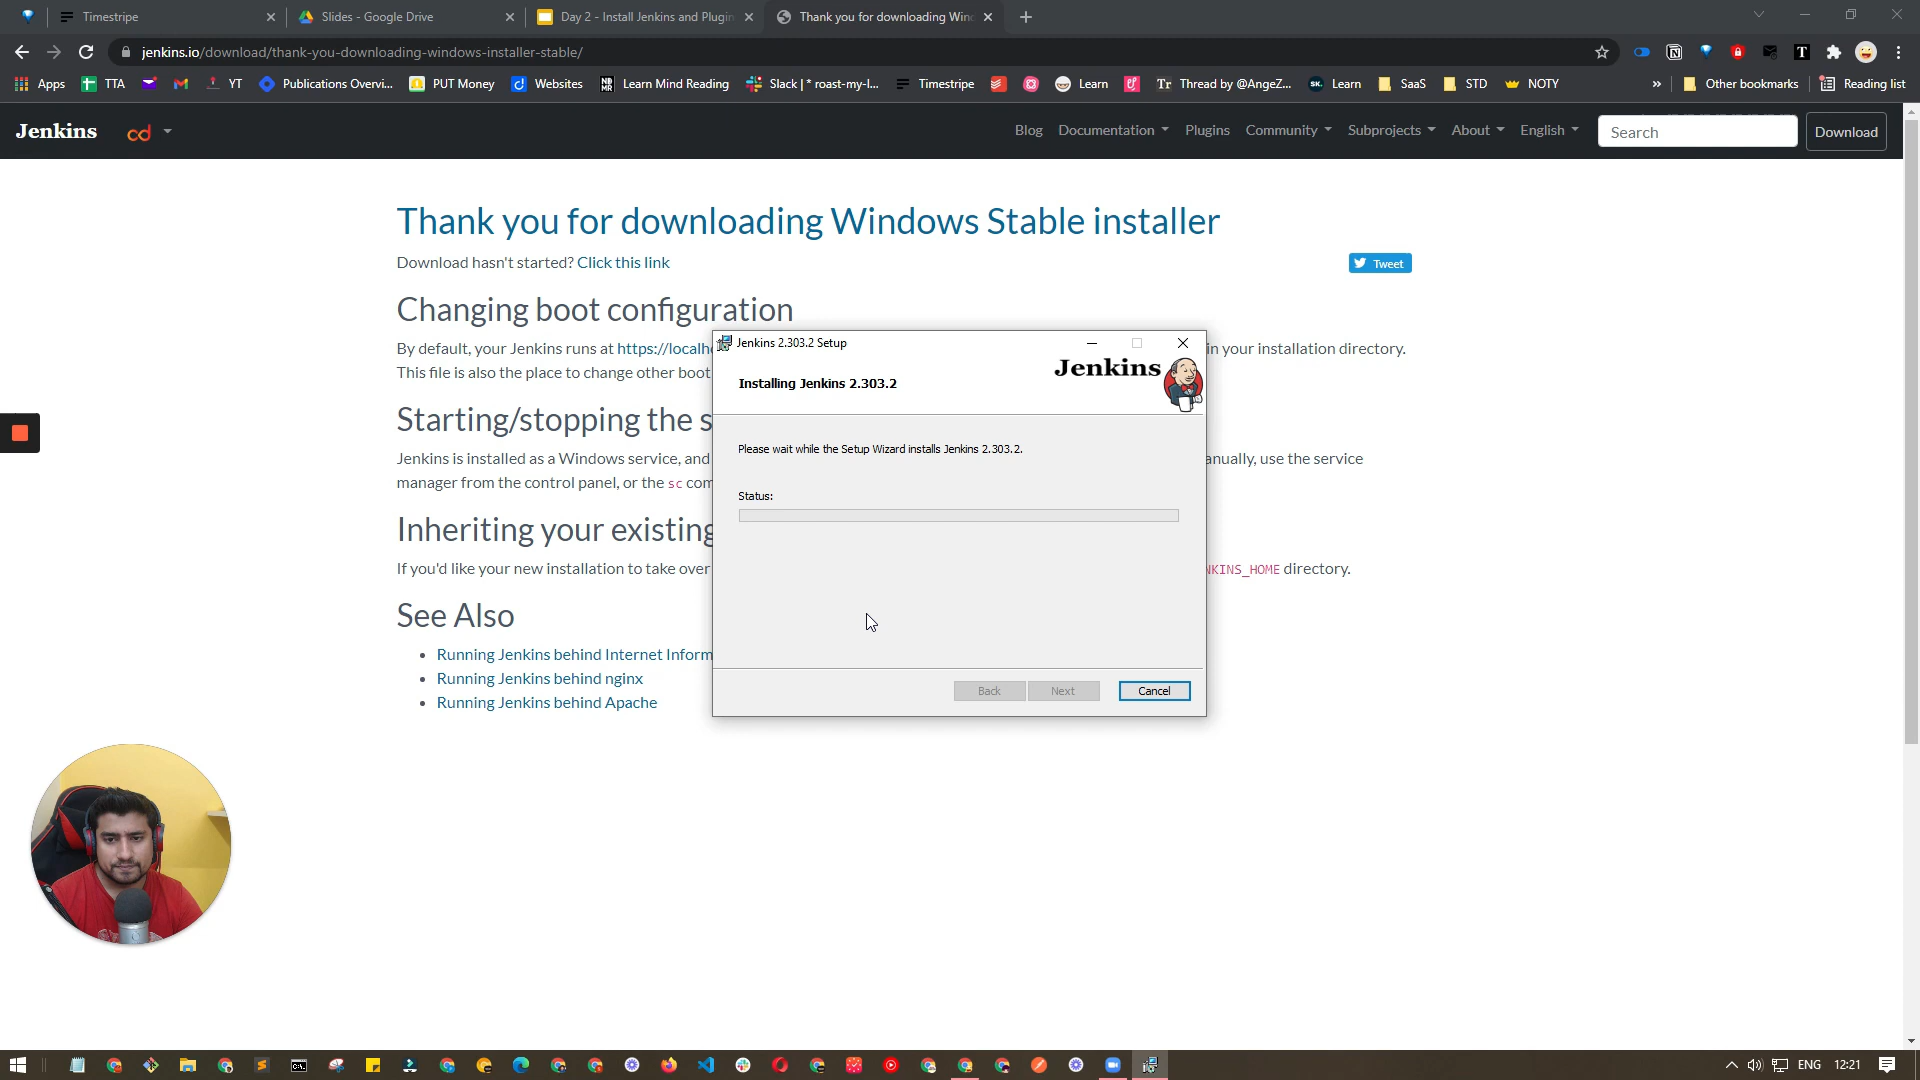 Timestripe
Slides - Google Drive
Day 2 - Install Jenkins and Plugin
Thank you for downloading Win
jenkins.io/download/thank-you-downloading-windows-installer-stable/
Apps
TTA
YT
Publications Overvi...
PUT Money
Websites
Learn Mind Reading
Slack | * roast-my-l...
Timestripe
Learn
Tr Thread by @AngeZ...
Learn
SaaS
STD
NOTY
Other bookmarks
Reading list
Jenkins
cd
Blog
Documentation
Plugins
Community
Subprojects
About
English
Search
Download
Thank you for downloading Windows Stable installer
Download hasn't started? Click this link
Tweet
Changing boot configuration
By default, your Jenkins runs at https://localh
in your installation directory.
This file is also the place to change other boot
Starting/stopping the s
Jenkins is installed as a Windows service, and
anually, use the service
manager from the control panel, or the sc com
Inheriting your existing
If you'd like your new installation to take over
NKINS_HOME directory.
See Also
Running Jenkins behind Internet Inform
Running Jenkins behind nginx
Running Jenkins behind Apache
Jenkins 2.303.2 Setup
Jenkins
Installing Jenkins 2.303.2
Please wait while the Setup Wizard installs Jenkins 2.303.2.
Status:
Back
Next
Cancel
ENG
12:21